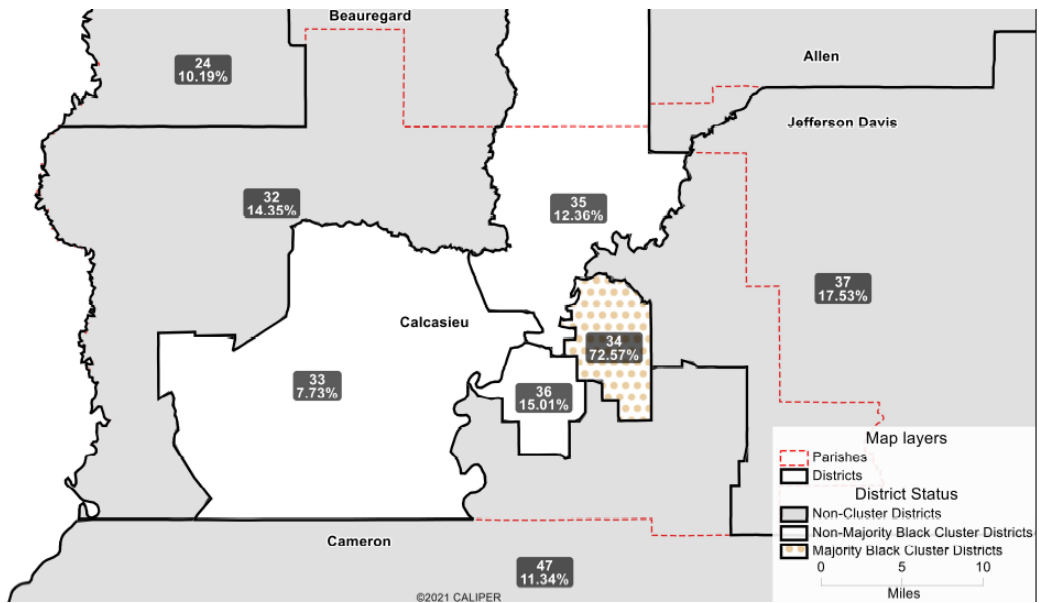 Beauregard
24
10.19%
Allen
Jefferson Davis
32
14.35%
35
12.36%
37
17.53%
Calcasieu
34
72.57%
33
7.73%
36
15.01%
Map layers
Parishes
Districts
District Status
Non-Cluster Districts
Non-Majority Black Cluster Districts
Majority Black Cluster Districts
0 5 10
Miles
Cameron
47
11.34%
©2021 CALIPER